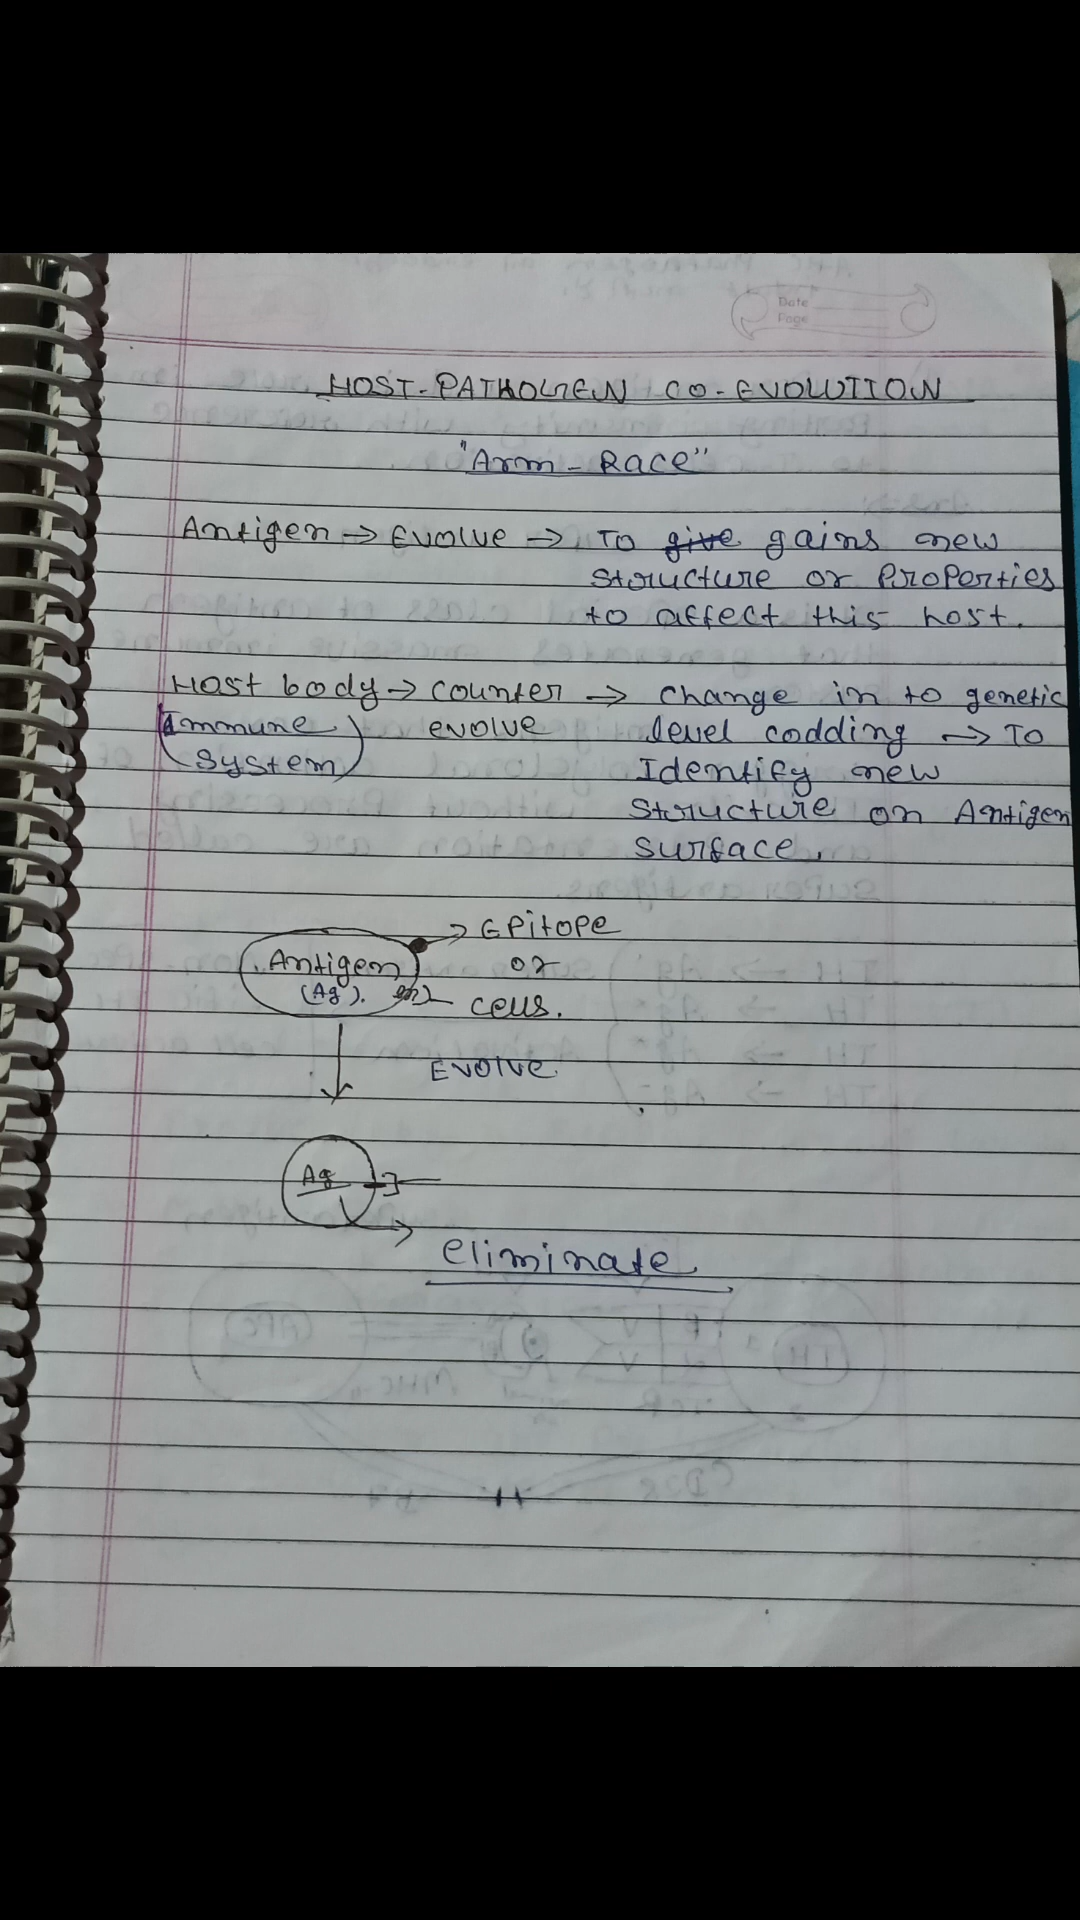 Date
Page
HOST-PATHOGEN CO-EVOLUTION
"Arm-Race"
Antigen → Evolve → To give gains new
structure or Properties
to affect this host.
Host body → counter → change in to genetic
(Immune evolve level codding → To
System) Identify new
structure on Antigen
surface.
→ Epitope
Antigen or
(Ag). cells.
Evolve
Ag
→ eliminate